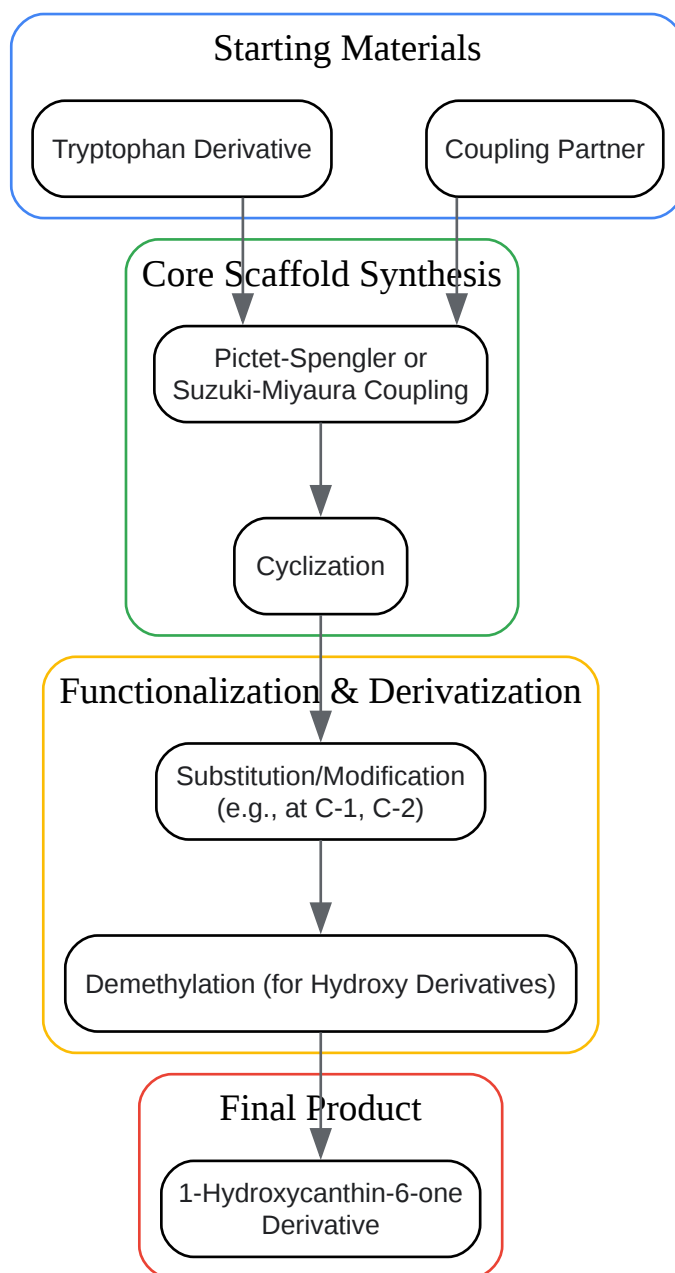 Starting Materials
Tryptophan Derivative
Coupling Partner
Core Scaffold Synthesis
Pictet-Spengler or
Suzuki-Miyaura Coupling
Cyclization
Functionalization & Derivatization
Substitution/Modification
(e.g., at C-1, C-2)
Demethylation (for Hydroxy Derivatives)
Final Product
1-Hydroxycanthin-6-one
Derivative